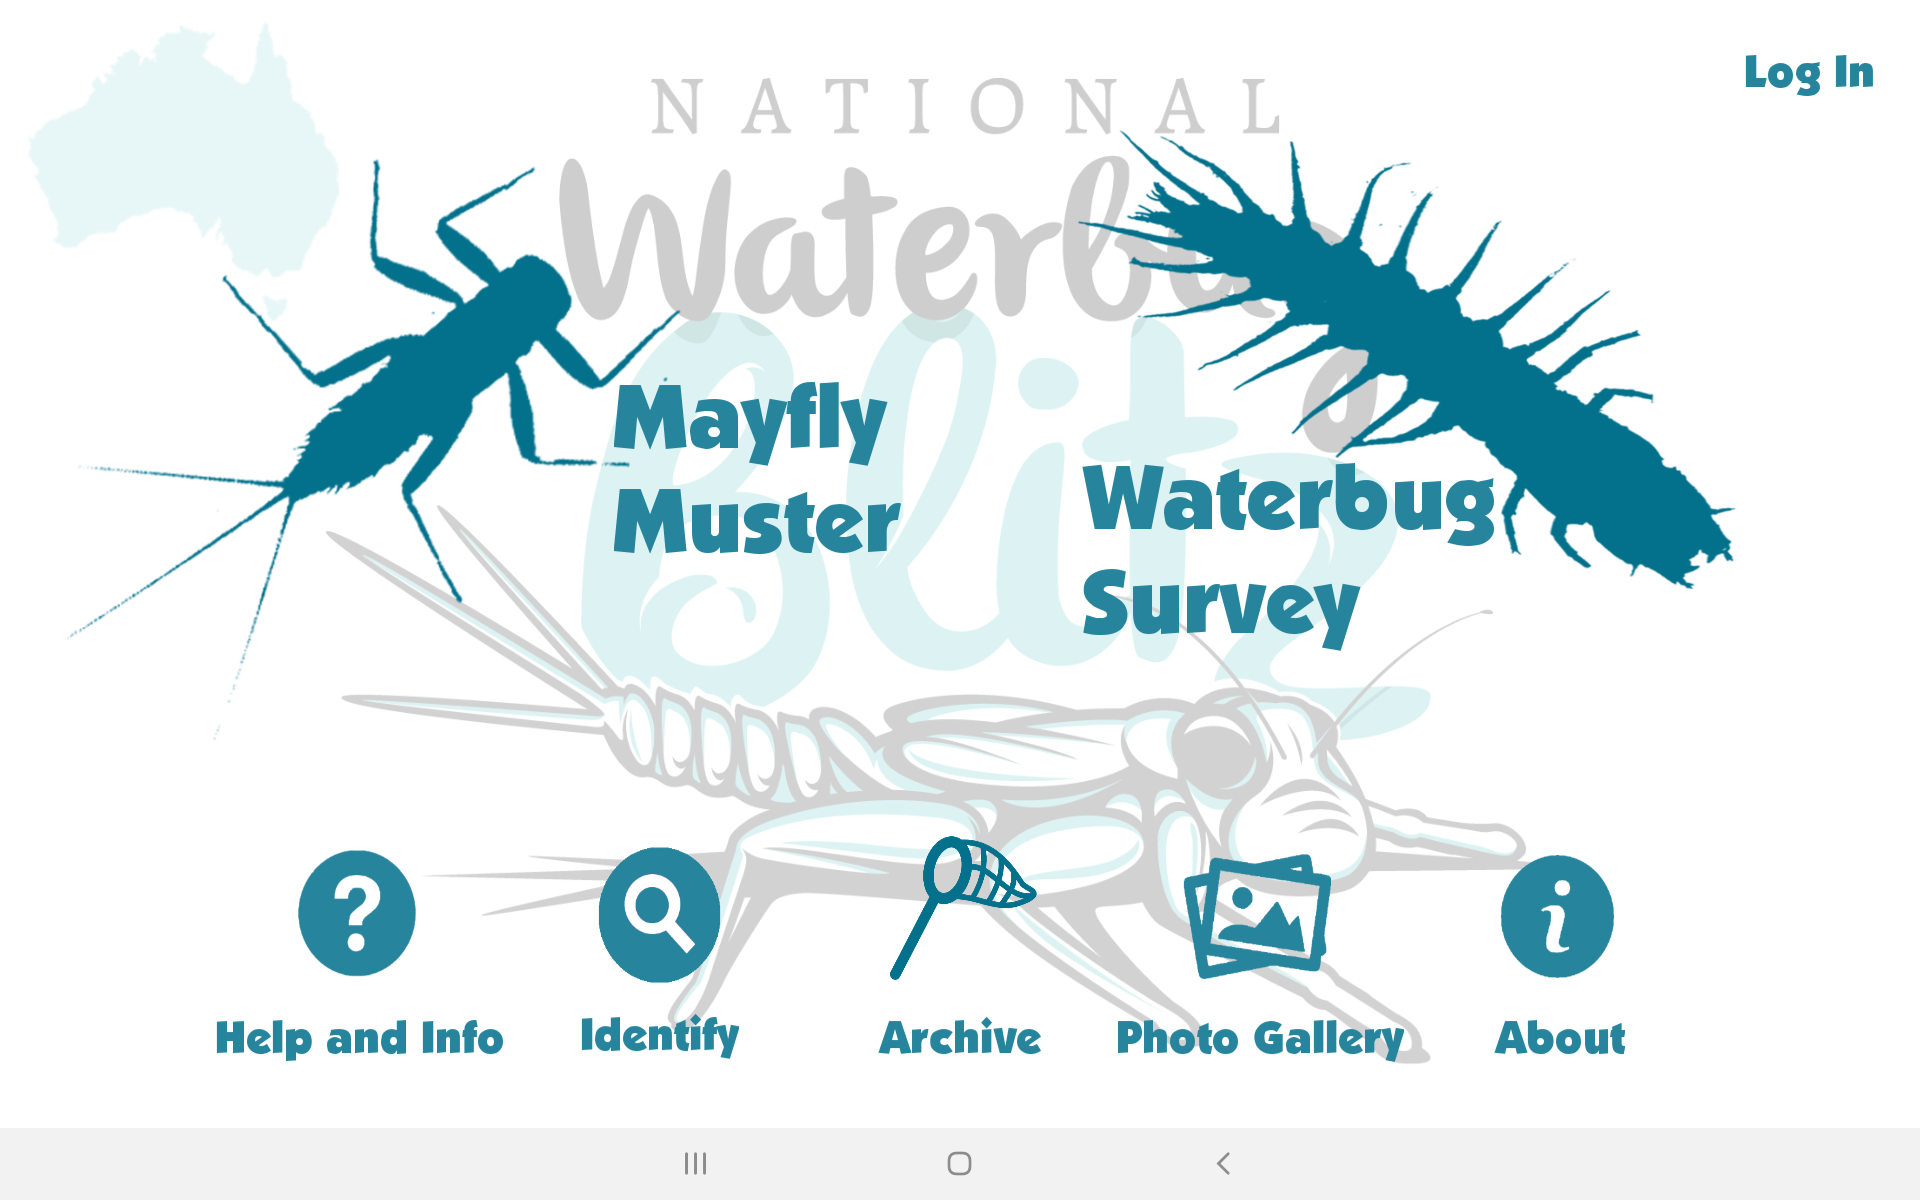 Log In
NATIONAL
Waterbug
Blitz
Mayfly
Muster
Waterbug
Survey
Help and Info
Identify
Archive
Photo Gallery
About